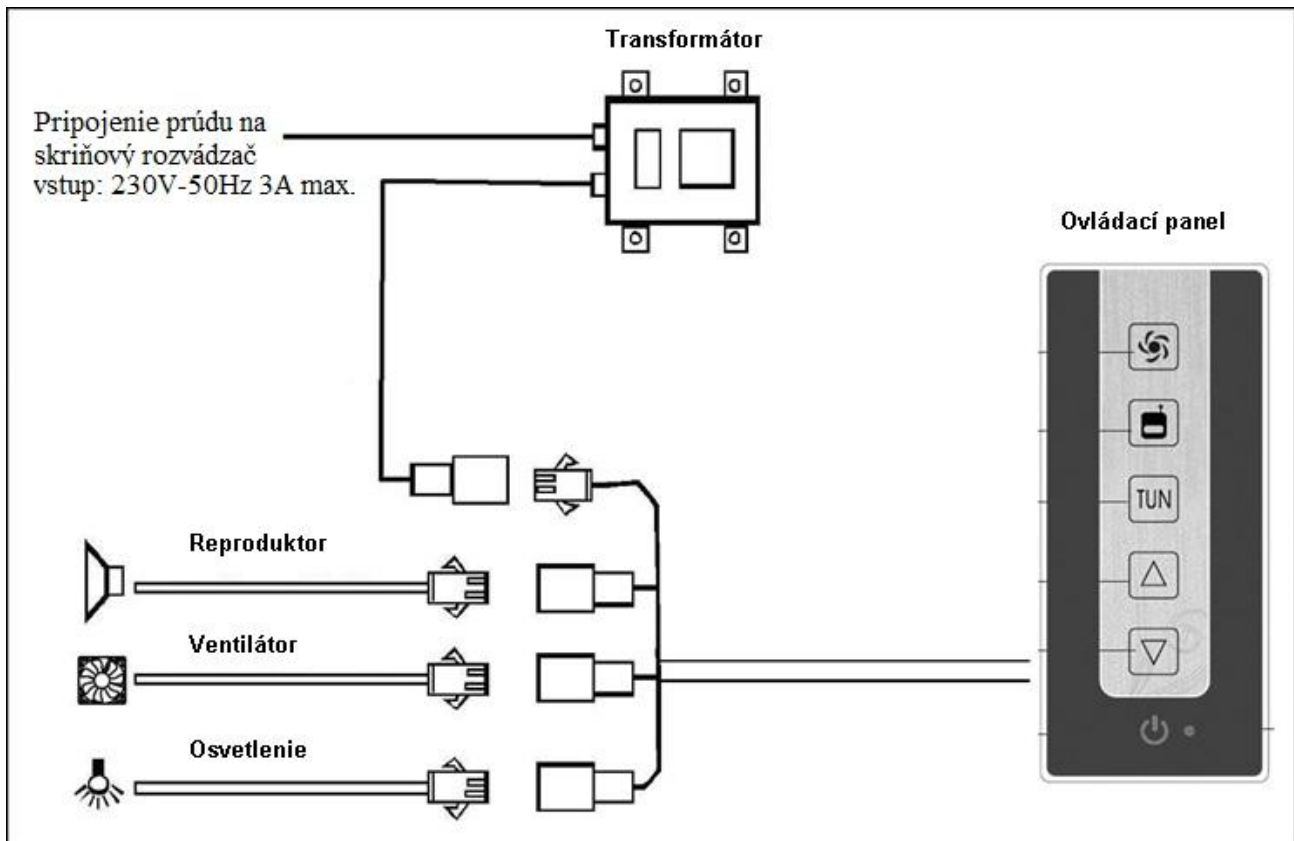 Transformátor
Pripojenie prúdu na
skriňový rozvádzač
vstup: 230V-50Hz 3A max.
Ovládací panel
TUN
Reproduktor
Ventilátor
Osvetlenie